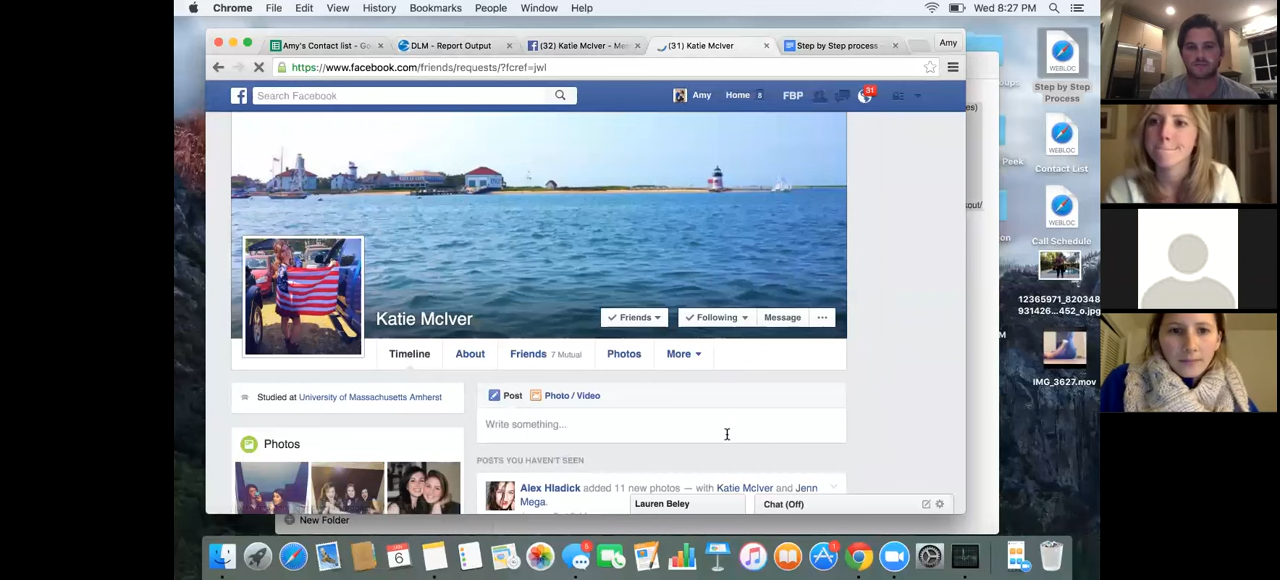 Chrome File Edit View History Bookmarks People Window Help Wed 8:27 PM
Amy's Contact list - Go DLM - Report Output (32) Katie McIver - Me (31) Katie McIver Step by Step process Amy
https://www.facebook.com/friends/requests/?fcref=jwl
Search Facebook Amy Home 8 FBP 31
Katie McIver
Friends Following Message
Timeline About Friends 7 Mutual Photos More
Studied at University of Massachusetts Amherst
Post Photo / Video
Write something...
Photos
POSTS YOU HAVEN'T SEEN
Alex Hladick added 11 new photos — with Katie McIver and Jenn
Mega.
Lauren Beley Chat (Off)
New Folder
WEBLOC
Step by Step
Process
WEBLOC
Contact List
Peek
WEBLOC
Call Schedule
12365971_820348
931426...452_o.jpg
IMG_3627.mov
6